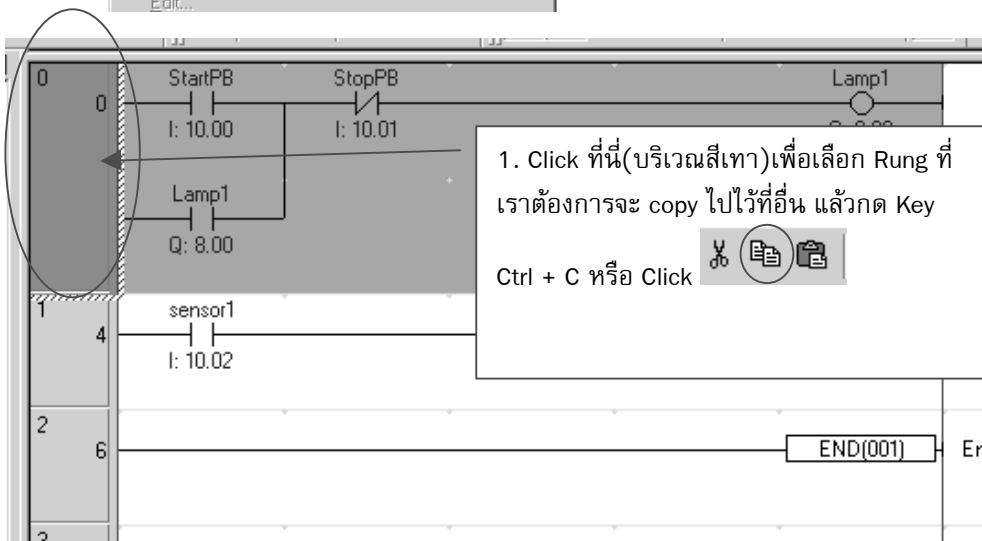 Edit...
0
0
StartPB
StopPB
Lamp1
I: 10.00
I: 10.01
Lamp1
Q: 8.00
1. Click ที่นี่(บริเวณสีเทา)เพื่อเลือก Rung ที่
เราต้องการจะ copy ไปไว้ที่อื่น แล้วกด Key
Ctrl + C หรือ Click
1
4
sensor1
I: 10.02
2
6
END(001)
3